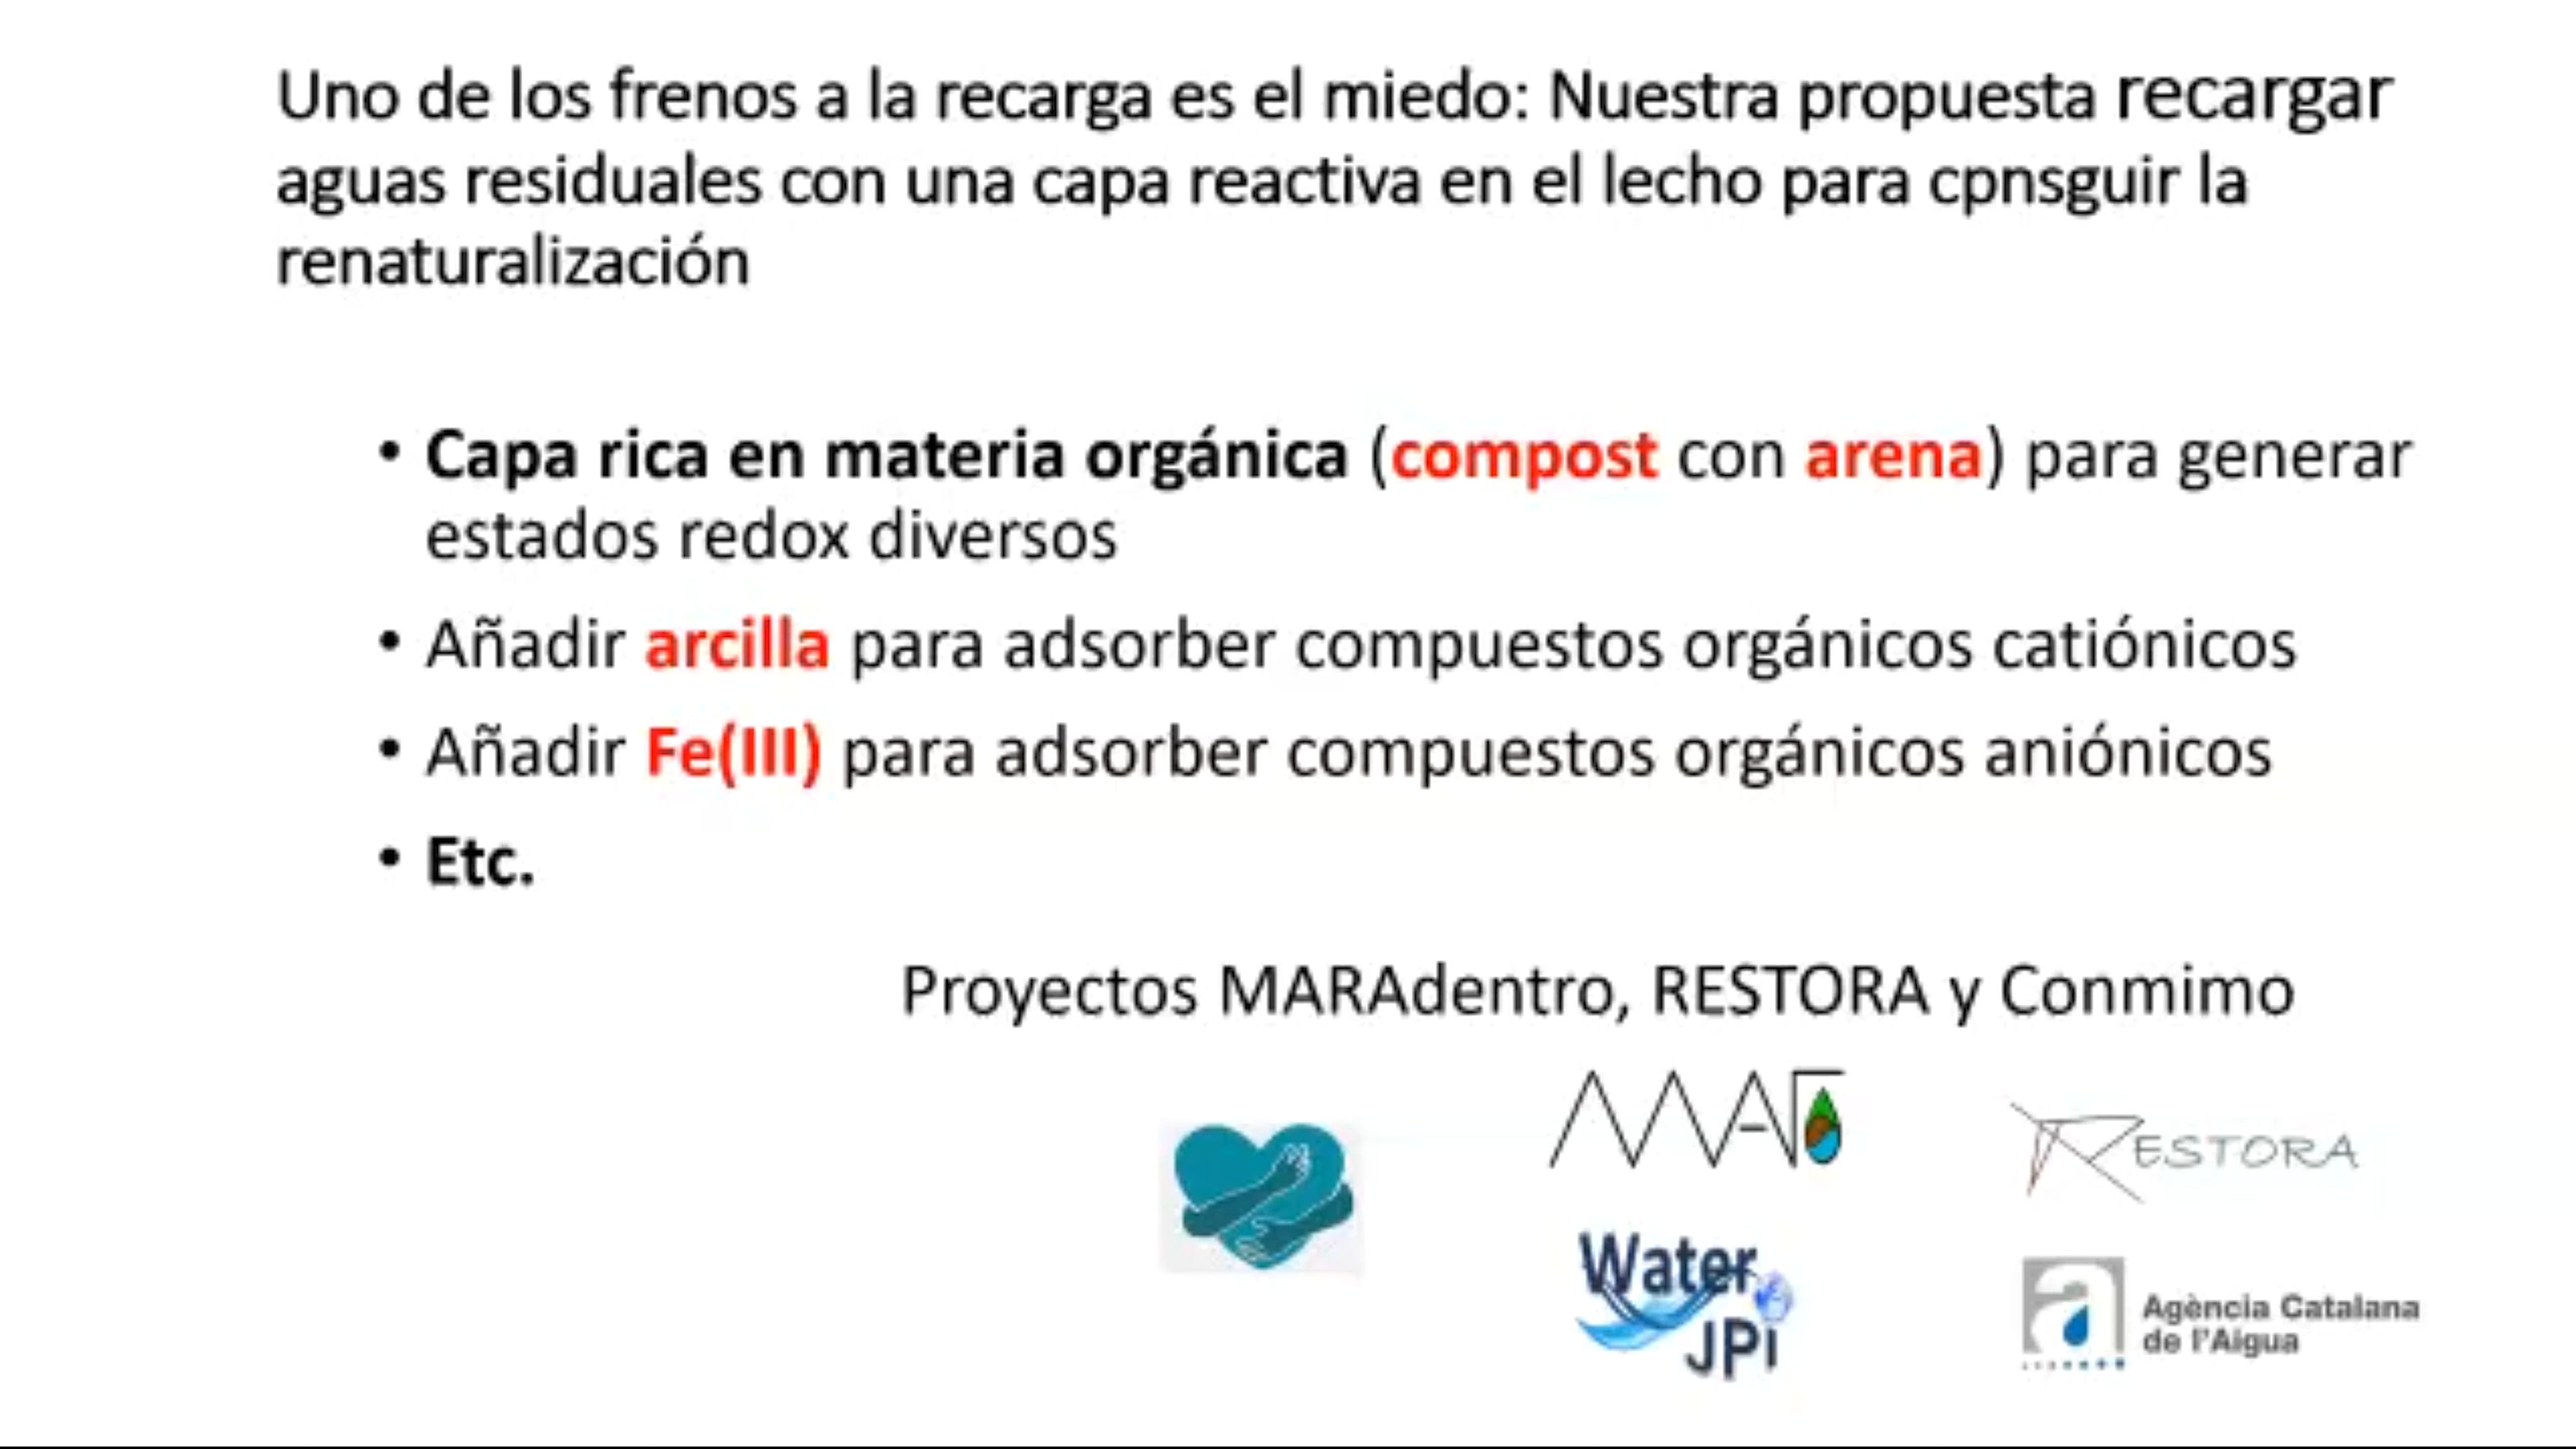 Uno de los frenos a la recarga es el miedo: Nuestra propuesta recargar
aguas residuales con una capa reactiva en el lecho para cpnsguir la
renaturalización
• Capa rica en materia orgánica (compost con arena) para generar
estados redox diversos
• Añadir arcilla para adsorber compuestos orgánicos catiónicos
• Añadir Fe(III) para adsorber compuestos orgánicos aniónicos
• Etc.
Proyectos MARAdentro, RESTORA y Conmimo
RESTORA
Water
JPi
Agència Catalana
de l'Aigua